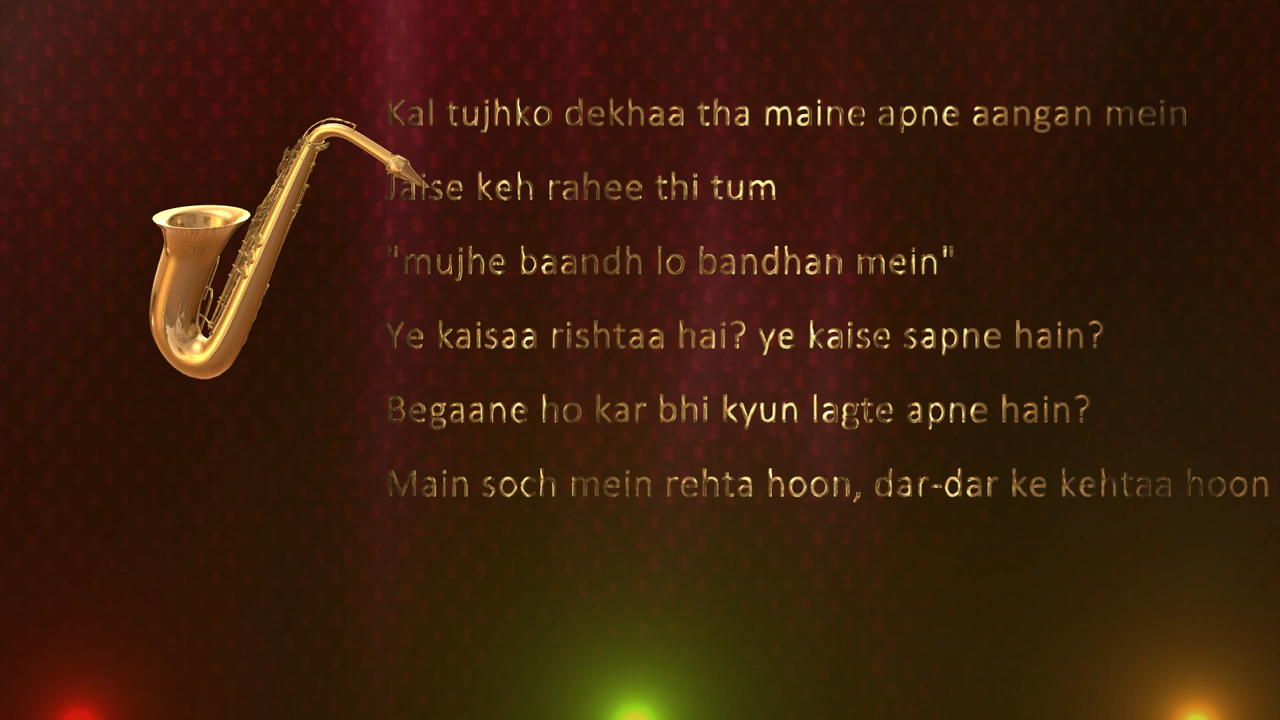 Kal tujhko dekhaa tha maine apne aangan mein
Jaise keh rahee thi tum
"mujhe baandh lo bandhan mein"
Ye kaisaa rishtaa hai? ye kaise sapne hain?
Begaane ho kar bhi kyun lagte apne hain?
Main soch mein rehta hoon, dar-dar ke kehtaa hoon